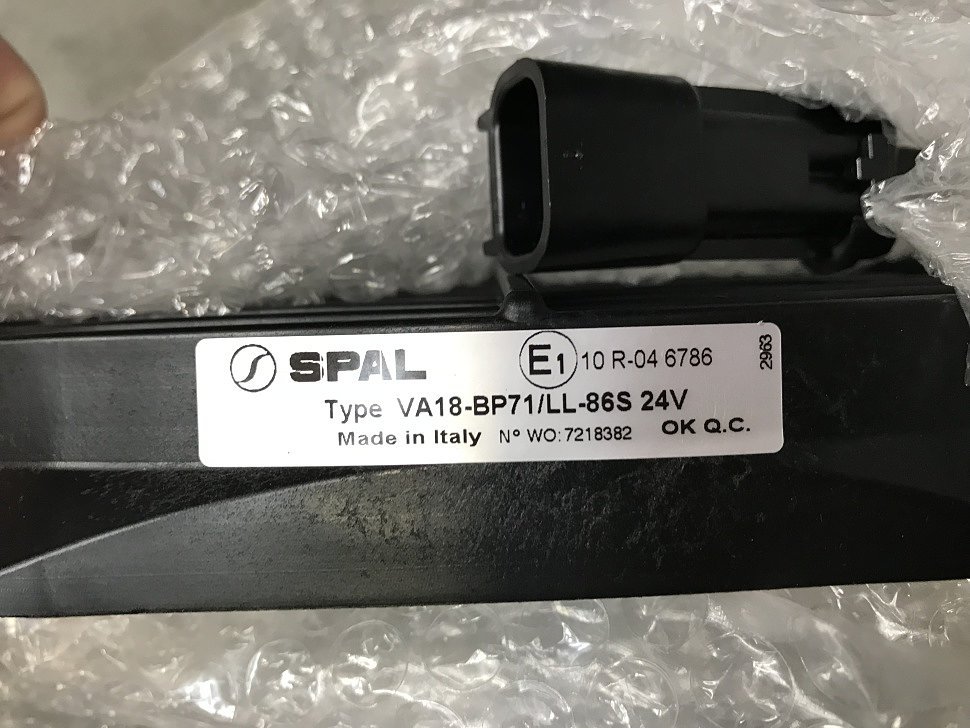 SPAL E1 10 R-04 6786
Type VA18-BP71/LL-86S 24V
Made in Italy N° WO: 7218382 OK Q.C.
2963